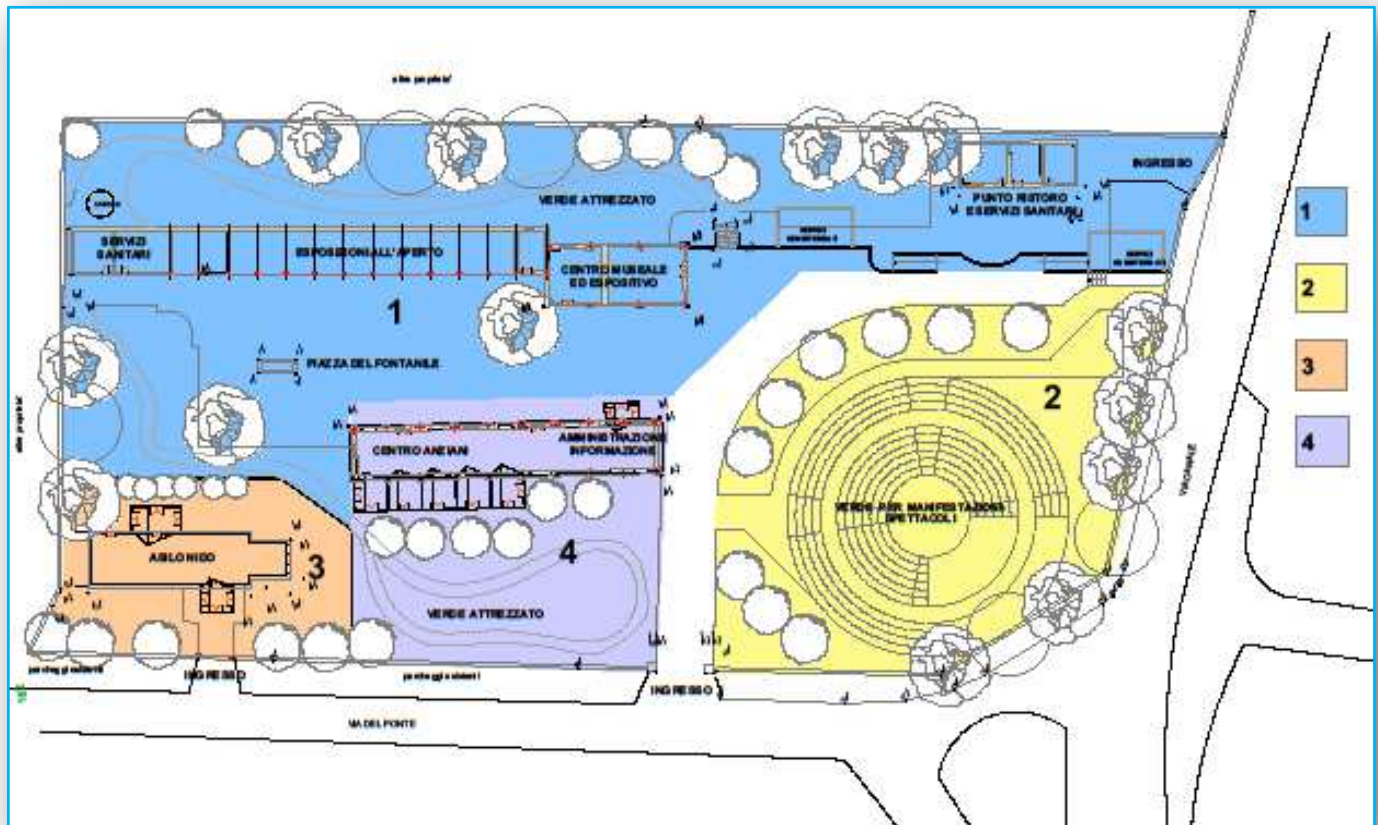 INGRESSO
PUNTO RISTORO
E SERVIZI SANITARI
VERDE ATTREZZATO
SERVIZI
SANITARI
ESPOSIZIONI ALL'APERTO
CENTRO MUSEALE
ED ESPOSITIVO
1
PIAZZA DEL FONTANILE
2
CENTRO ANZIANI
AMMINISTRAZIONE
INFORMAZIONE
VERDE PER MANIFESTAZIONI
SPETTACOLI
ASILO NIDO
3
4
VERDE ATTREZZATO
INGRESSO
INGRESSO
VIA DEL PONTE
1
2
3
4